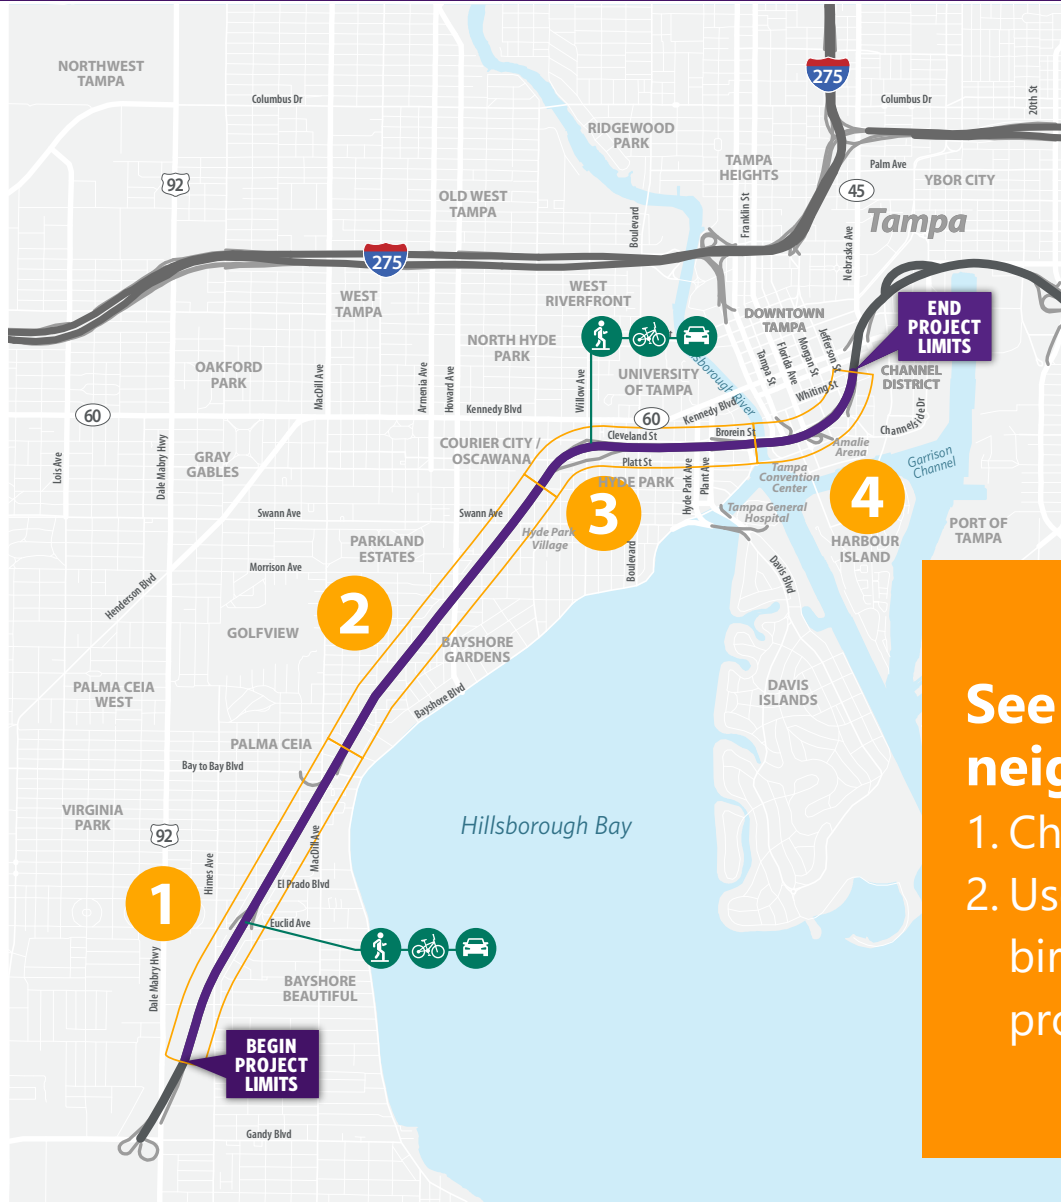 NORTHWEST
TAMPA
275
Columbus Dr
Columbus Dr
20th St
RIDGEWOOD
PARK
TAMPA
HEIGHTS
Palm Ave
YBOR CITY
92
45
OLD WEST
TAMPA
Boulevard
Franklin St
Tampa
Nebraska Ave
275
WEST
TAMPA
WEST
RIVERFRONT
DOWNTOWN
TAMPA
END
PROJECT
LIMITS
NORTH HYDE
PARK
OAKFORD
PARK
UNIVERSITY
OF TAMPA
Tampa St
Florida Ave
Morgan St
Jefferson St
CHANNEL
DISTRICT
MacDill Ave
Armenia Ave
Howard Ave
Willow Ave
River
Whiting St
60
Kennedy Blvd
60
Kennedy Blvd
Channelside Dr
COURIER CITY /
OSCAWANA
Cleveland St
Brorein St
Amalie
Arena
Lois Ave
Dale Mabry Hwy
GRAY
GABLES
Platt St
HYDE PARK
Hyde Park Ave
Plant Ave
Tampa
Convention
Center
Garrison
Channel
Swann Ave
Swann Ave
3
4
Hyde Park
Village
Tampa General
Hospital
PORT OF
TAMPA
PARKLAND
ESTATES
HARBOUR
ISLAND
Morrison Ave
Boulevard
Davis Blvd
Henderson Blvd
2
GOLFVIEW
BAYSHORE
GARDENS
PALMA CEIA
WEST
Bayshore Blvd
DAVIS
ISLANDS
See
neig
PALMA CEIA
Bay to Bay Blvd
VIRGINIA
PARK
Hillsborough Bay
1. Ch
92
MacDill Ave
Himes Ave
El Prado Blvd
2. Us
1
Euclid Ave
bir
Dale Mabry Hwy
BAYSHORE
BEAUTIFUL
pro
BEGIN
PROJECT
LIMITS
Gandy Blvd